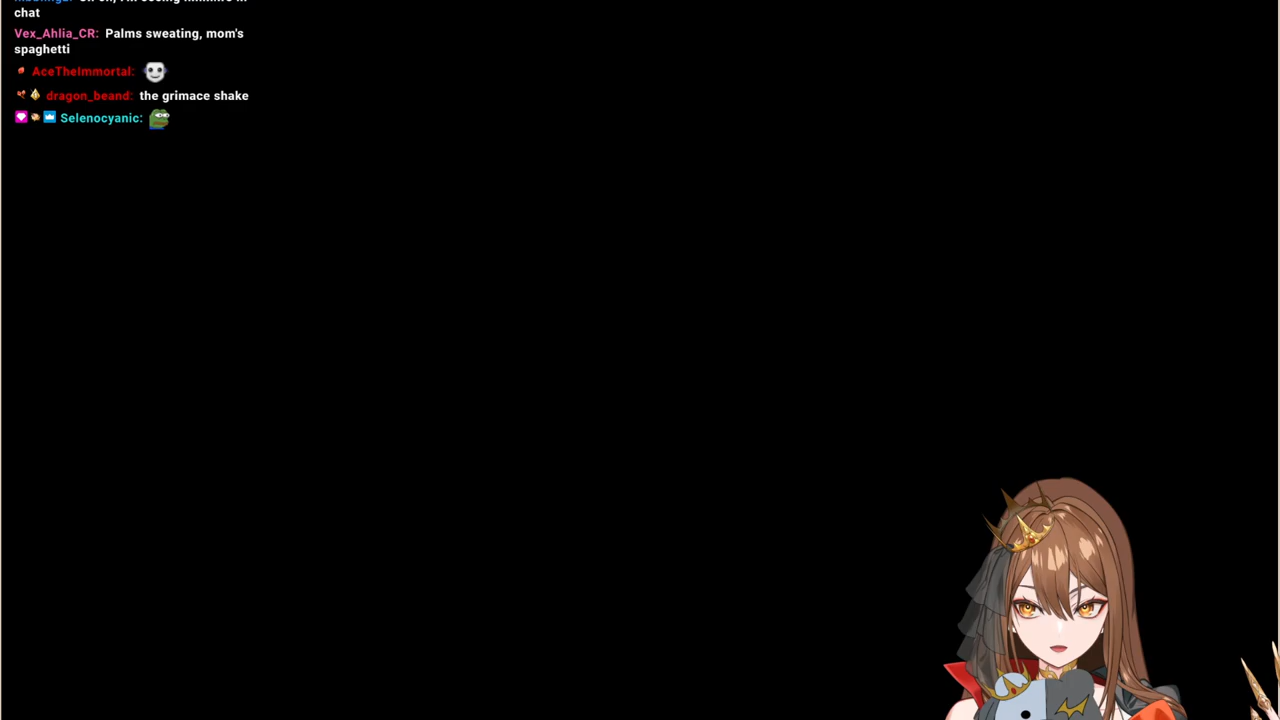 chat
Vex_Ahlia_CR: Palms sweating, mom's
spaghetti
AceTheImmortal:
dragon_beand: the grimace shake
Selenocyanic: